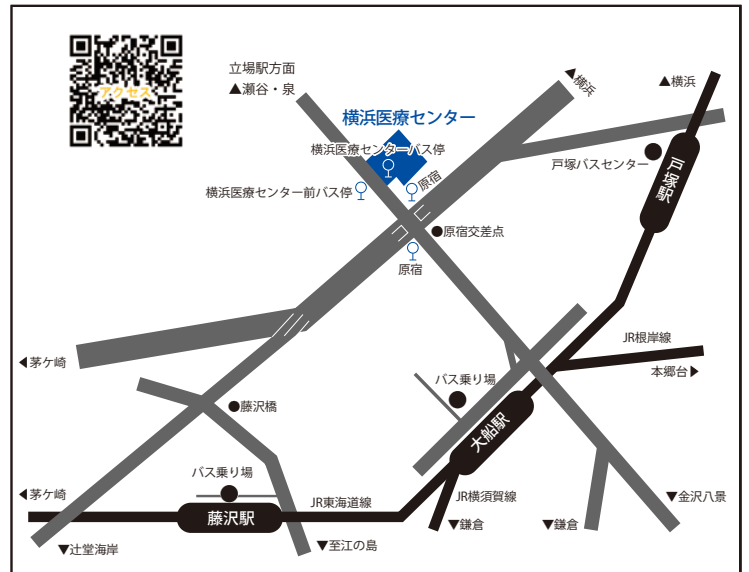 アクセス
立場駅方面
▲瀬谷・泉
▲横浜
▲横浜
横浜医療センター
横浜医療センターバス停
戸塚バスセンター
戸塚駅
横浜医療センター前バス停
原宿
●原宿交差点
原宿
JR根岸線
◀茅ケ崎
本郷台▶
バス乗り場
●藤沢橋
大船駅
バス乗り場
◀茅ケ崎
JR東海道線
JR横須賀線
▼金沢八景
藤沢駅
▼鎌倉
▼鎌倉
▼辻堂海岸
▼至江の島